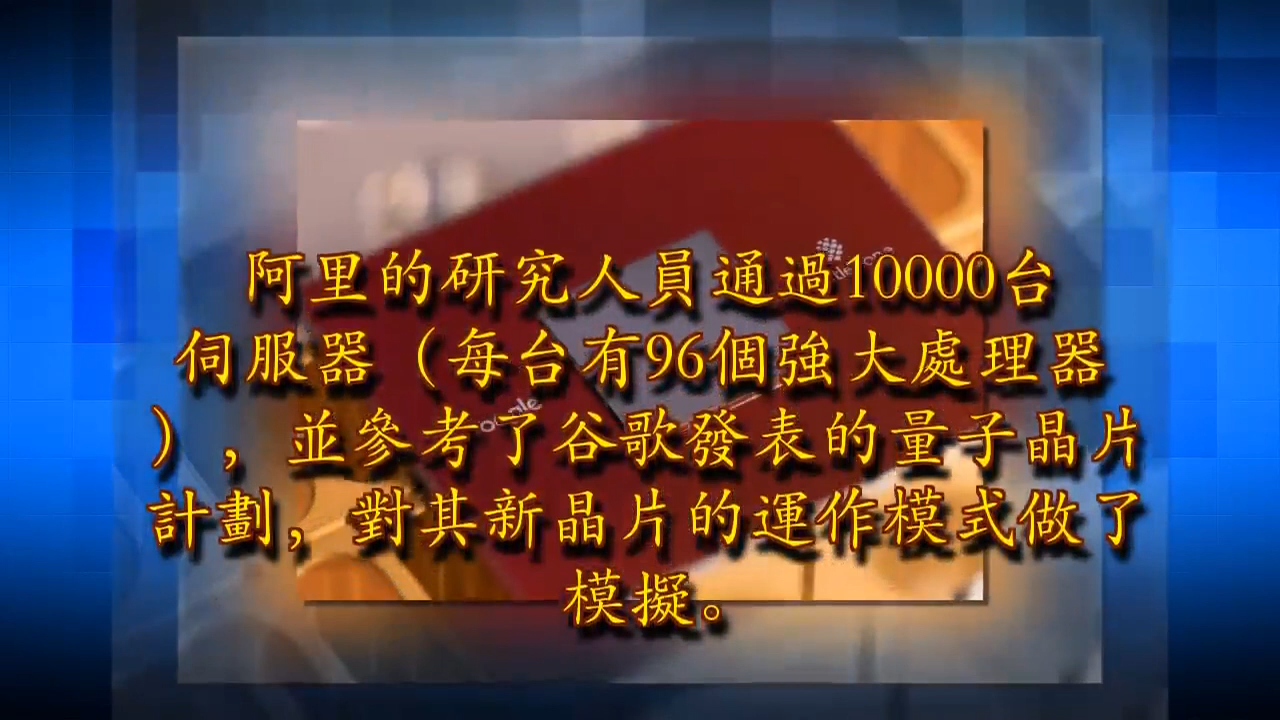 阿里的研究人員通過10000台
伺服器（每台有96個強大處理器
），並參考了谷歌發表的量子晶片
計劃，對其新晶片的運作模式做了
模擬。